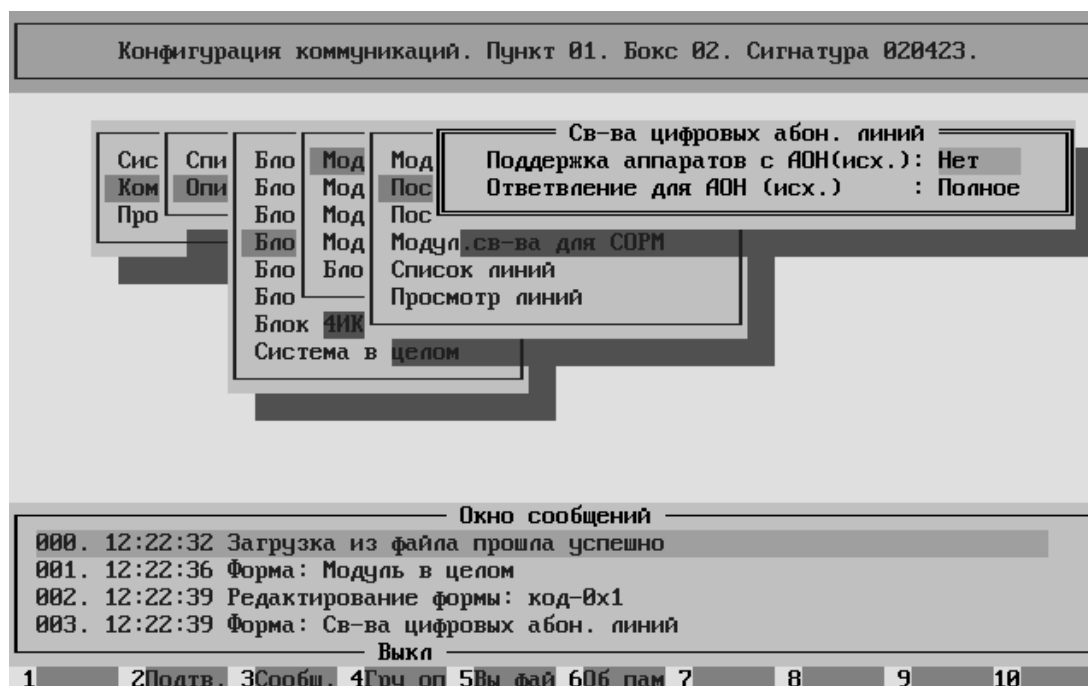 Конфигурация коммуникаций. Пункт 01. Бокс 02. Сигнатура 020423.
Св-ва цифровых абон. линий
Сис Спи Бло Мод Мод Поддержка аппаратов с АОН(исх.): Нет
Ком Опи Бло Мод Пос Ответвление для АОН (исх.) : Полное
Про Бло Мод Пос
Бло Мод Модул.св-ва для СОРМ
Бло Бло Список линий
Бло Просмотр линий
Блок 4ИК
Система в целом
Окно сообщений
000. 12:22:32 Загрузка из файла прошла успешно
001. 12:22:36 Форма: Модуль в целом
002. 12:22:39 Редактирование формы: код-0x1
003. 12:22:39 Форма: Св-ва цифровых абон. линий
Выкл
1 2Подтв. 3Сообщ. 4Гру оп 5Вы фай 6Об пам 7 8 9 10